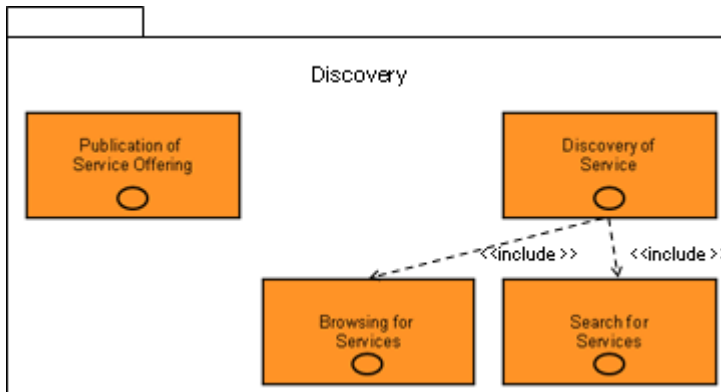 Discovery
Publication of
Service Offering
Discovery of
Service
<<include >>
<<include >
Browsing for
Services
Search for
Services